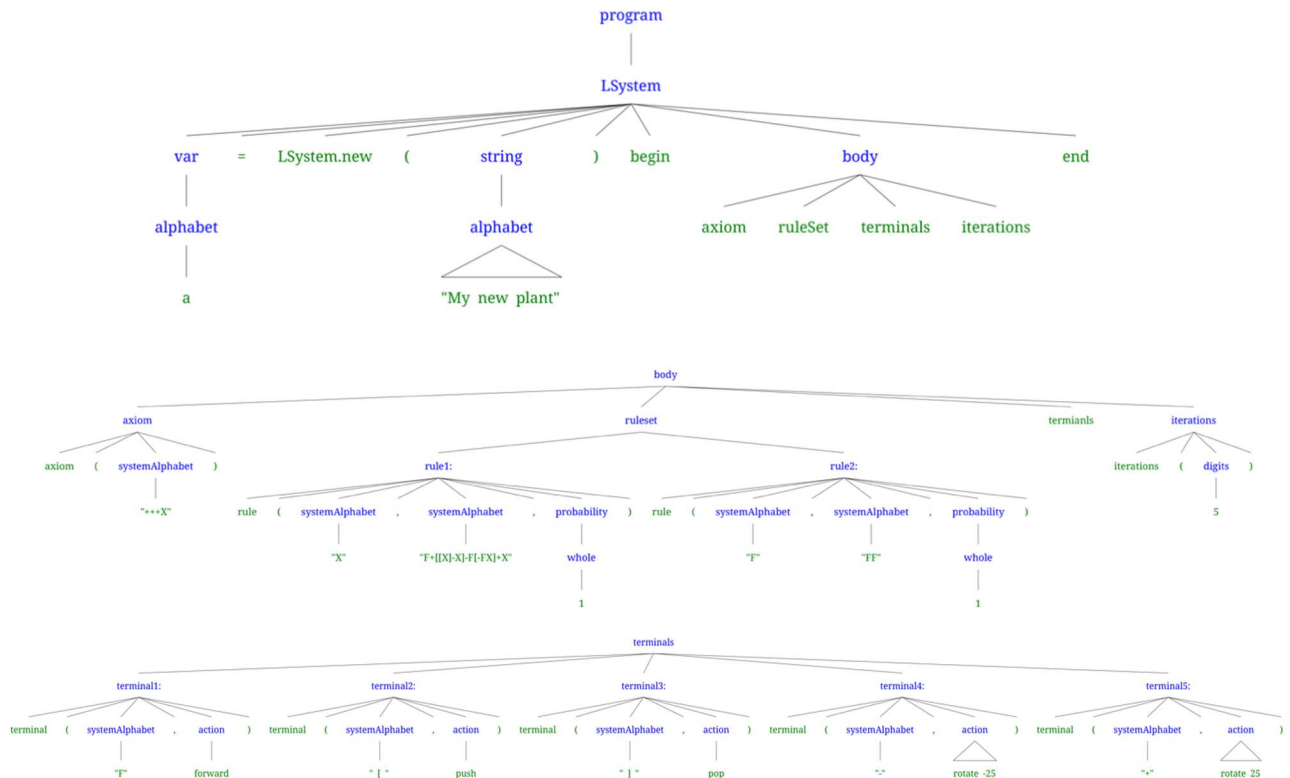 program
LSystem
var = LSystem.new ( string ) begin body end
alphabet alphabet axiom ruleSet terminals iterations
a "My new plant"
body
axiom ruleset termianls iterations
axiom ( systemAlphabet ) rule1: rule2: iterations ( digits )
"+++X" rule ( systemAlphabet , systemAlphabet , probability ) rule ( systemAlphabet , systemAlphabet , probability ) 5
"X" "F+[[X]-X]-F[-FX]+X" whole "F" "FF" whole
1 1
terminals
terminal1: terminal2: terminal3: terminal4: terminal5:
terminal ( systemAlphabet , action ) terminal ( systemAlphabet , action ) terminal ( systemAlphabet , action ) terminal ( systemAlphabet , action ) terminal ( systemAlphabet , action )
"F" forward " [ " push " ] " pop "-" rotate -25 "+" rotate 25